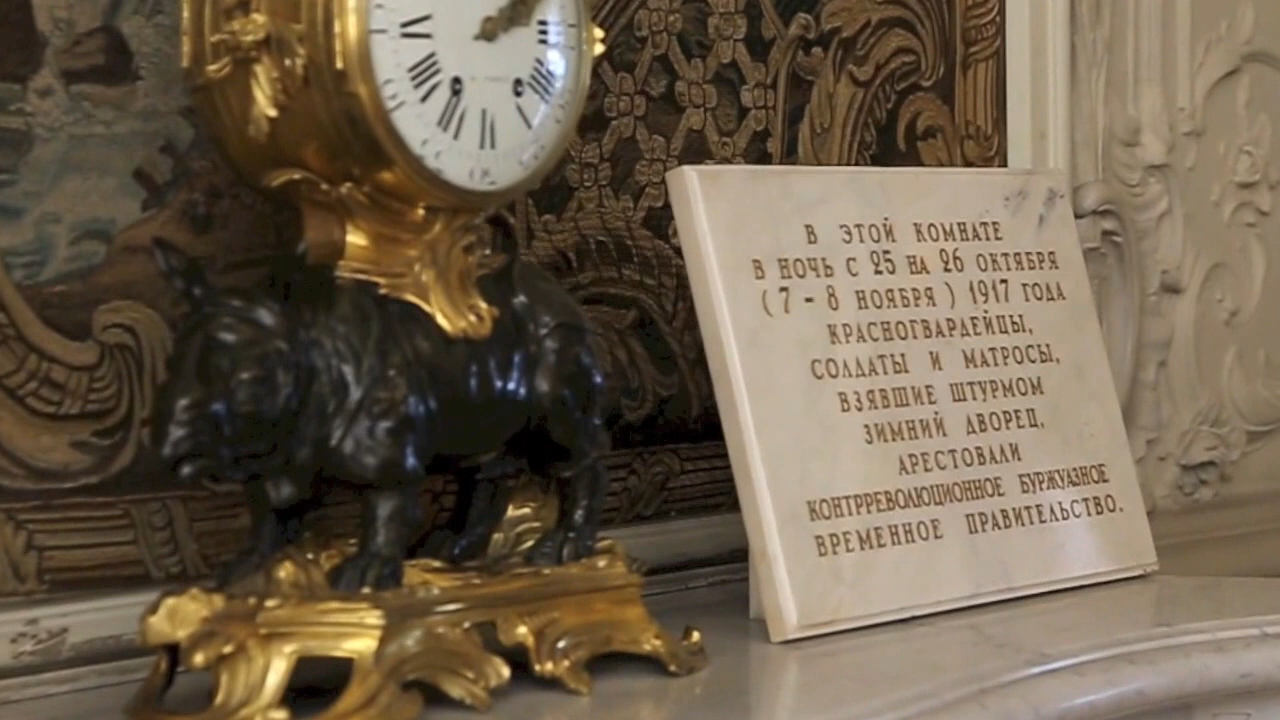 В ЭТОЙ КОМНАТЕ
В НОЧЬ С 25 НА 26 ОКТЯБРЯ
(7-8 НОЯБРЯ) 1917 ГОДА
КРАСНОГВАРДЕЙЦЫ,
СОЛДАТЫ И МАТРОСЫ,
ВЗЯВШИЕ ШТУРМОМ
ЗИМНИЙ ДВОРЕЦ,
АРЕСТОВАЛИ
КОНТРРЕВОЛЮЦИОННОЕ БУРЖУАЗНОЕ
ВРЕМЕННОЕ ПРАВИТЕЛЬСТВО.